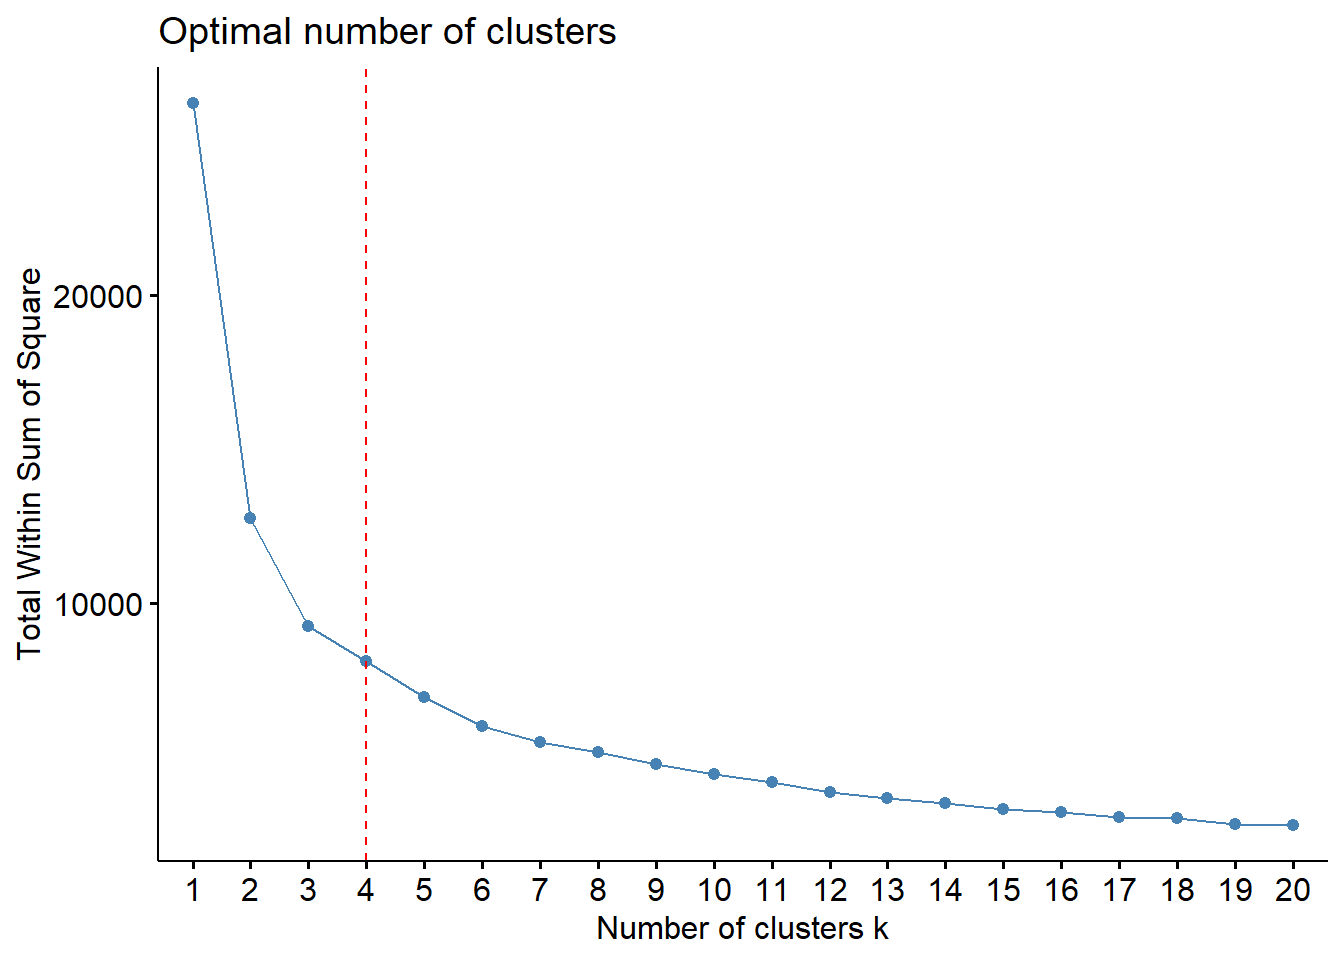 Optimal number of clusters
Total Within Sum of Square
20000
10000
1 2 3 4 5 6 7 8 9 10 11 12 13 14 15 16 17 18 19 20
Number of clusters k